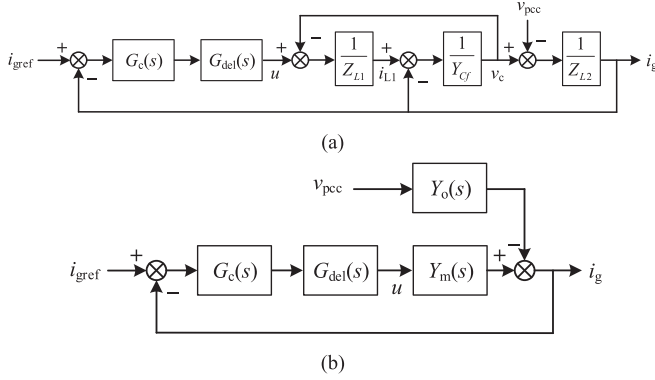 v_pcc
i_gref + − G_c(s) G_del(s) u + − 1/Z_L1 + i_L1 − 1/Y_Cf v_c + − 1/Z_L2 i_g
(a)
v_pcc Y_o(s)
i_gref + − G_c(s) G_del(s) u Y_m(s) + − i_g
(b)